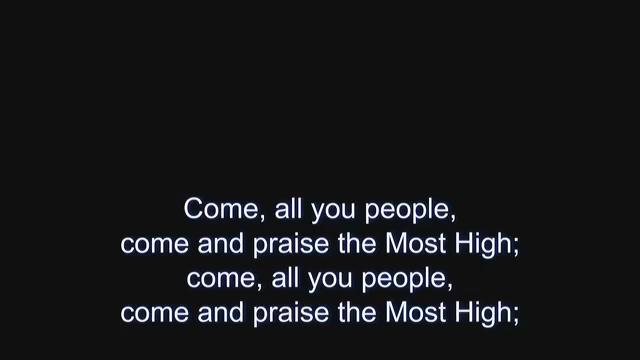 Come, all you people,
come and praise the Most High;
come, all you people,
come and praise the Most High;